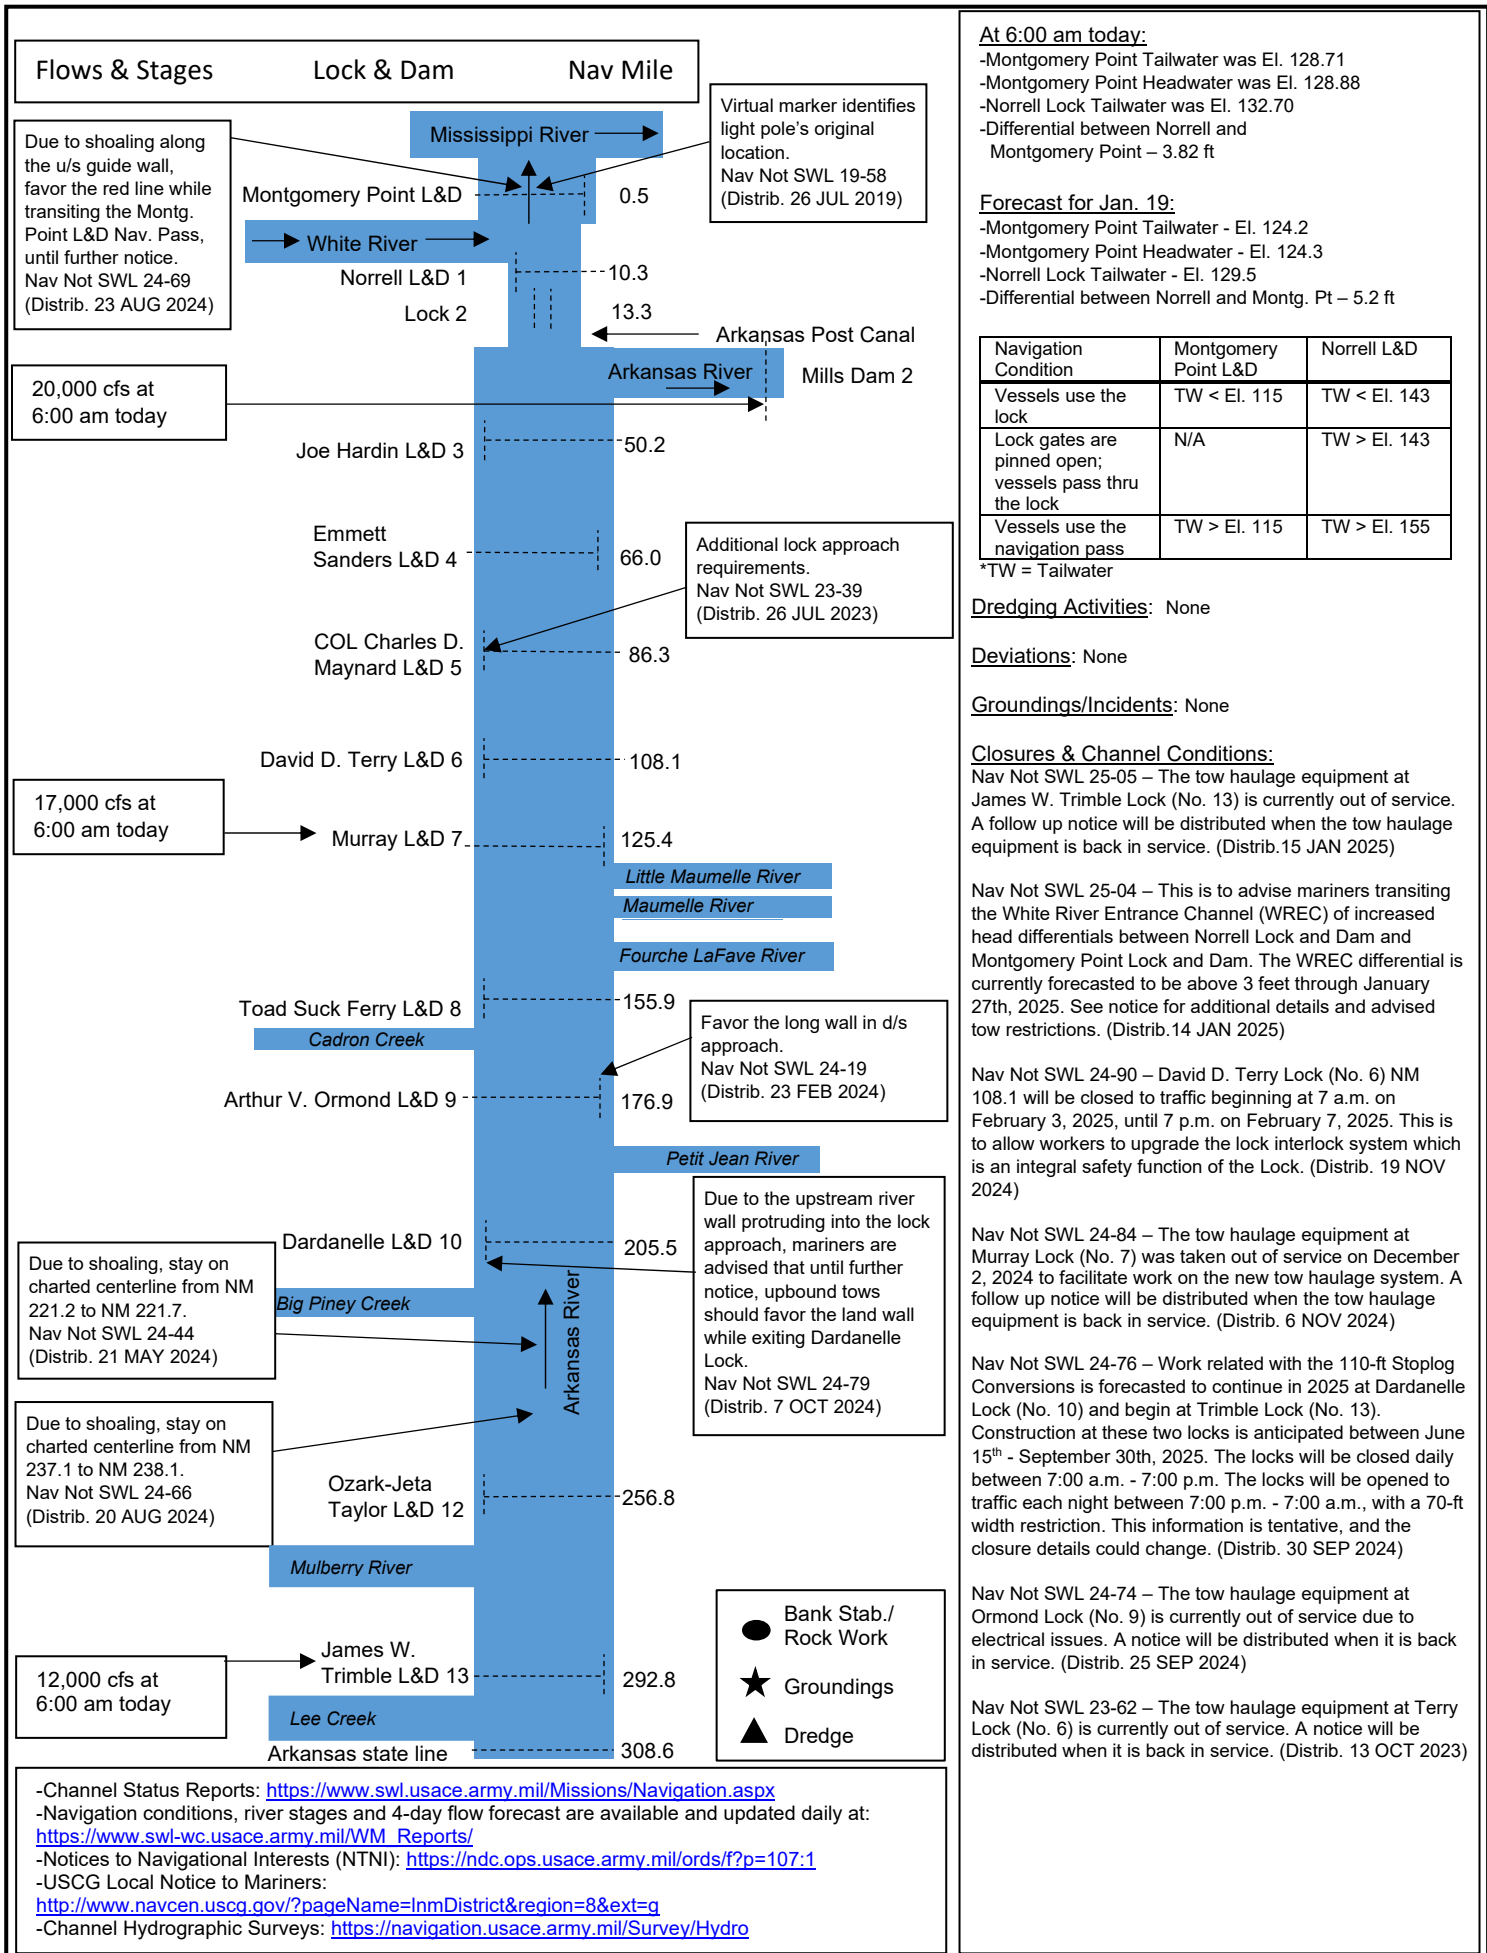 Flows & Stages Lock & Dam Nav Mile
Due to shoaling along
the u/s guide wall,
favor the red line while
transiting the Montg.
Point L&D Nav. Pass,
until further notice.
Nav Not SWL 24-69
(Distrib. 23 AUG 2024)
Virtual marker identifies
light pole's original
location.
Nav Not SWL 19-58
(Distrib. 26 JUL 2019)
Mississippi River
Montgomery Point L&D 0.5
White River
Norrell L&D 1 10.3
Lock 2 13.3
Arkansas Post Canal
Arkansas River
Mills Dam 2
20,000 cfs at
6:00 am today
Joe Hardin L&D 3 50.2
Emmett
Sanders L&D 4 66.0
Additional lock approach
requirements.
Nav Not SWL 23-39
(Distrib. 26 JUL 2023)
COL Charles D.
Maynard L&D 5 86.3
David D. Terry L&D 6 108.1
17,000 cfs at
6:00 am today
Murray L&D 7 125.4
Little Maumelle River
Maumelle River
Fourche LaFave River
Toad Suck Ferry L&D 8 155.9
Cadron Creek
Favor the long wall in d/s
approach.
Nav Not SWL 24-19
(Distrib. 23 FEB 2024)
Arthur V. Ormond L&D 9 176.9
Petit Jean River
Due to the upstream river
wall protruding into the lock
approach, mariners are
advised that until further
notice, upbound tows
should favor the land wall
while exiting Dardanelle
Lock.
Nav Not SWL 24-79
(Distrib. 7 OCT 2024)
Dardanelle L&D 10 205.5
Due to shoaling, stay on
charted centerline from NM
221.2 to NM 221.7.
Nav Not SWL 24-44
(Distrib. 21 MAY 2024)
Big Piney Creek
Arkansas River
Due to shoaling, stay on
charted centerline from NM
237.1 to NM 238.1.
Nav Not SWL 24-66
(Distrib. 20 AUG 2024)
Ozark-Jeta
Taylor L&D 12 256.8
Mulberry River
James W.
Trimble L&D 13 292.8
12,000 cfs at
6:00 am today
Lee Creek
Arkansas state line 308.6
Bank Stab./
Rock Work
Groundings
Dredge
-Channel Status Reports: https://www.swl.usace.army.mil/Missions/Navigation.aspx
-Navigation conditions, river stages and 4-day flow forecast are available and updated daily at:
https://www.swl-wc.usace.army.mil/WM_Reports/
-Notices to Navigational Interests (NTNI): https://ndc.ops.usace.army.mil/ords/f?p=107:1
-USCG Local Notice to Mariners:
http://www.navcen.uscg.gov/?pageName=lnmDistrict&region=8&ext=g
-Channel Hydrographic Surveys: https://navigation.usace.army.mil/Survey/Hydro
At 6:00 am today:
-Montgomery Point Tailwater was El. 128.71
-Montgomery Point Headwater was El. 128.88
-Norrell Lock Tailwater was El. 132.70
-Differential between Norrell and
Montgomery Point – 3.82 ft
Forecast for Jan. 19:
-Montgomery Point Tailwater - El. 124.2
-Montgomery Point Headwater - El. 124.3
-Norrell Lock Tailwater - El. 129.5
-Differential between Norrell and Montg. Pt – 5.2 ft
Navigation Montgomery Norrell L&D
Condition Point L&D
Vessels use the TW < El. 115 TW < El. 143
lock
Lock gates are N/A TW > El. 143
pinned open;
vessels pass thru
the lock
Vessels use the TW > El. 115 TW > El. 155
navigation pass
*TW = Tailwater
Dredging Activities: None
Deviations: None
Groundings/Incidents: None
Closures & Channel Conditions:
Nav Not SWL 25-05 – The tow haulage equipment at
James W. Trimble Lock (No. 13) is currently out of service.
A follow up notice will be distributed when the tow haulage
equipment is back in service. (Distrib.15 JAN 2025)
Nav Not SWL 25-04 – This is to advise mariners transiting
the White River Entrance Channel (WREC) of increased
head differentials between Norrell Lock and Dam and
Montgomery Point Lock and Dam. The WREC differential is
currently forecasted to be above 3 feet through January
27th, 2025. See notice for additional details and advised
tow restrictions. (Distrib.14 JAN 2025)
Nav Not SWL 24-90 – David D. Terry Lock (No. 6) NM
108.1 will be closed to traffic beginning at 7 a.m. on
February 3, 2025, until 7 p.m. on February 7, 2025. This is
to allow workers to upgrade the lock interlock system which
is an integral safety function of the Lock. (Distrib. 19 NOV
2024)
Nav Not SWL 24-84 – The tow haulage equipment at
Murray Lock (No. 7) was taken out of service on December
2, 2024 to facilitate work on the new tow haulage system. A
follow up notice will be distributed when the tow haulage
equipment is back in service. (Distrib. 6 NOV 2024)
Nav Not SWL 24-76 – Work related with the 110-ft Stoplog
Conversions is forecasted to continue in 2025 at Dardanelle
Lock (No. 10) and begin at Trimble Lock (No. 13).
Construction at these two locks is anticipated between June
15th - September 30th, 2025. The locks will be closed daily
between 7:00 a.m. - 7:00 p.m. The locks will be opened to
traffic each night between 7:00 p.m. - 7:00 a.m., with a 70-ft
width restriction. This information is tentative, and the
closure details could change. (Distrib. 30 SEP 2024)
Nav Not SWL 24-74 – The tow haulage equipment at
Ormond Lock (No. 9) is currently out of service due to
electrical issues. A notice will be distributed when it is back
in service. (Distrib. 25 SEP 2024)
Nav Not SWL 23-62 – The tow haulage equipment at Terry
Lock (No. 6) is currently out of service. A notice will be
distributed when it is back in service. (Distrib. 13 OCT 2023)